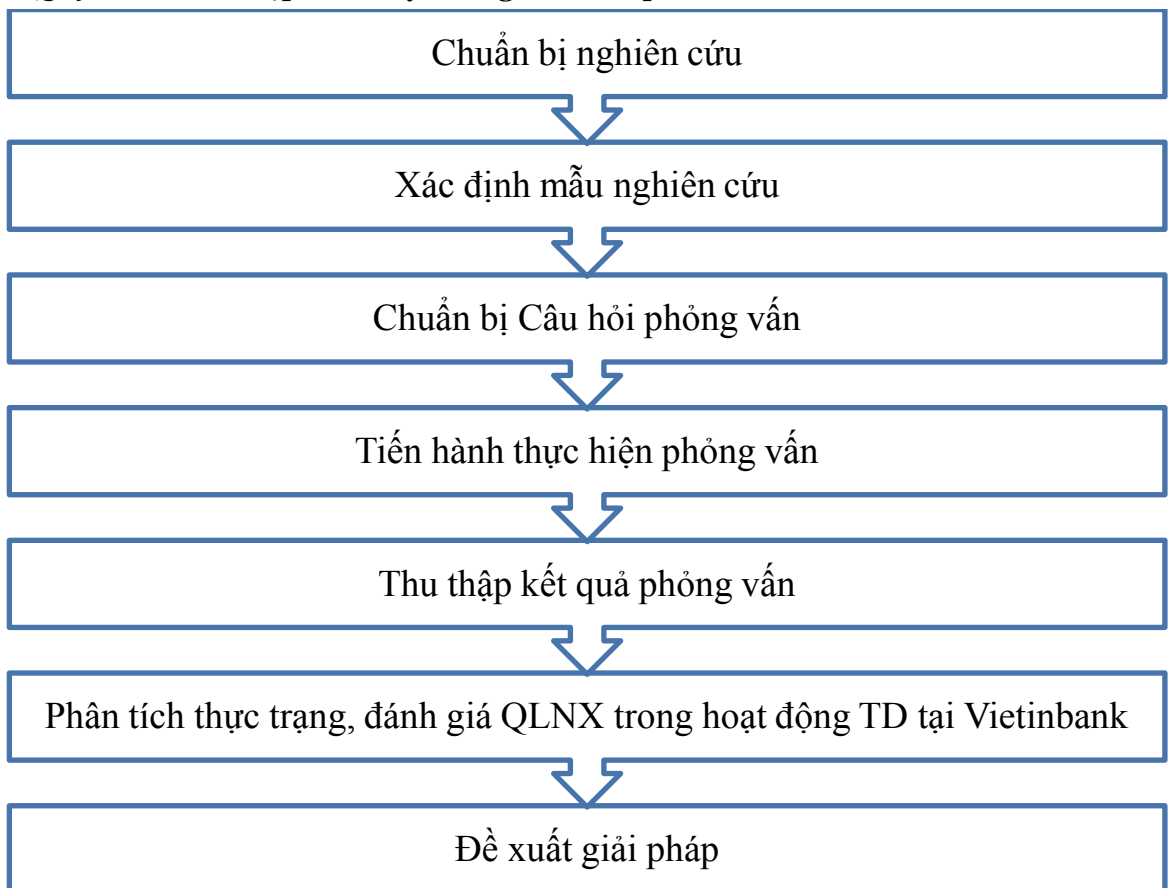 Chuẩn bị nghiên cứu
Xác định mẫu nghiên cứu
Chuẩn bị Câu hỏi phỏng vấn
Tiến hành thực hiện phỏng vấn
Thu thập kết quả phỏng vấn
Phân tích thực trạng, đánh giá QLNX trong hoạt động TD tại Vietinbank
Đề xuất giải pháp